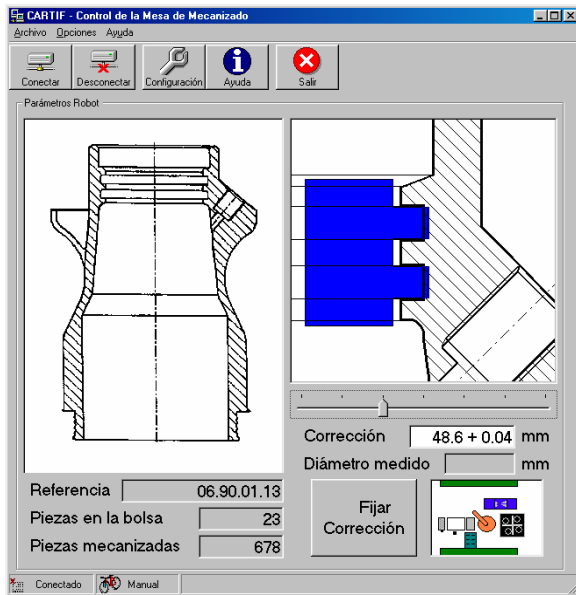 CARTIF - Control de la Mesa de Mecanizado
Archivo Opciones Ayuda
Conectar Desconectar Configuración Ayuda Salir
Parámetros Robot
Corrección 48.6 + 0.04 mm
Diámetro medido mm
Referencia 06.90.01.13
Piezas en la bolsa 23
Piezas mecanizadas 678
Fijar
Corrección
Conectado Manual